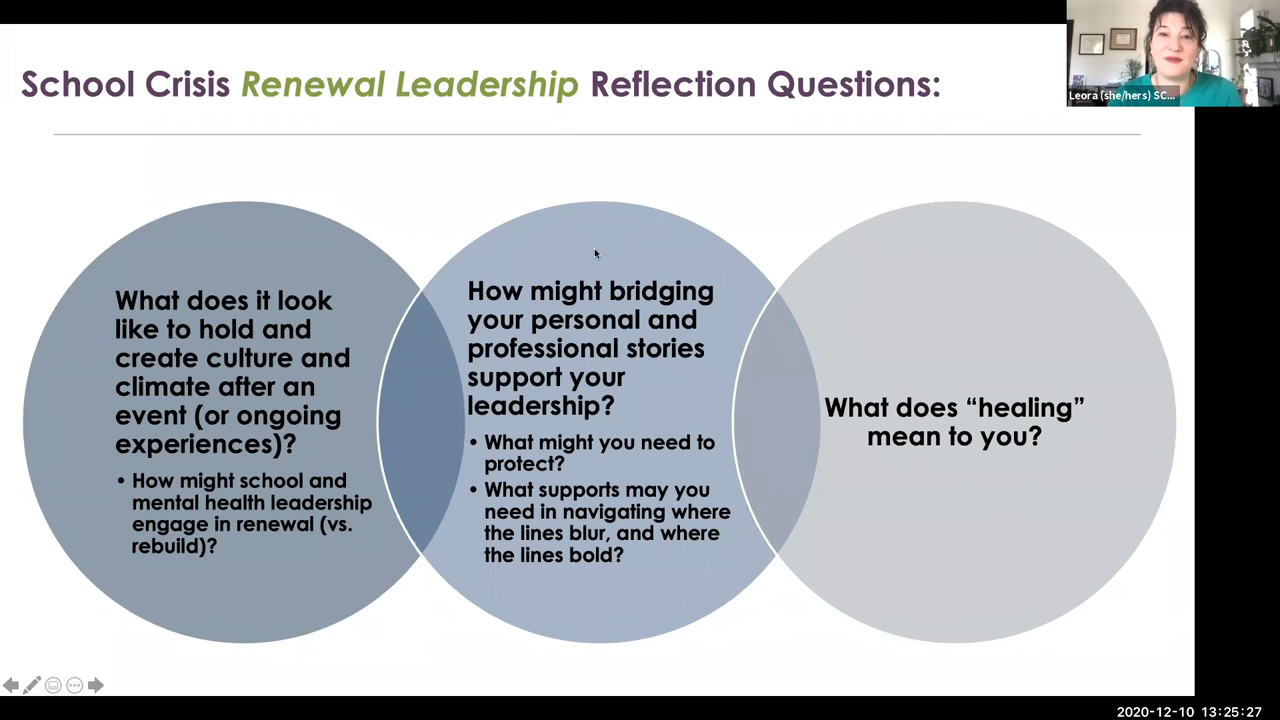 School Crisis Renewal Leadership Reflection Questions:
Leora (she/hers) SC...
What does it look
like to hold and
create culture and
climate after an
event (or ongoing
experiences)?
• How might school and
mental health leadership
engage in renewal (vs.
rebuild)?
How might bridging
your personal and
professional stories
support your
leadership?
• What might you need to
protect?
• What supports may you
need in navigating where
the lines blur, and where
the lines bold?
What does “healing”
mean to you?
2020-12-10 13:25:27